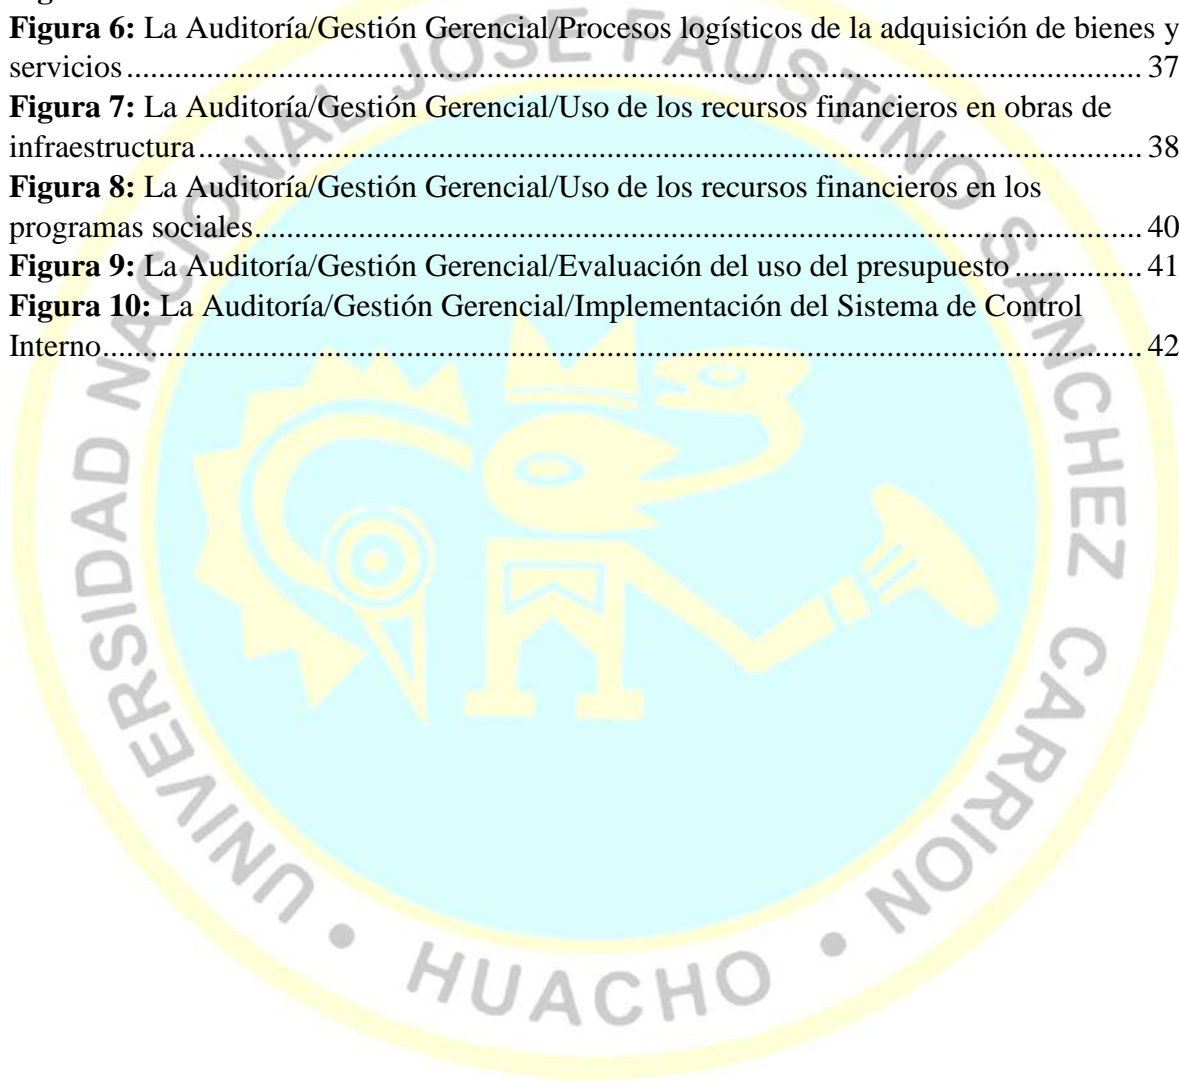 Figura 6: La Auditoría/Gestión Gerencial/Procesos logísticos de la adquisición de bienes y
servicios.......................................................................................................................... 37
Figura 7: La Auditoría/Gestión Gerencial/Uso de los recursos financieros en obras de
infraestructura................................................................................................................. 38
Figura 8: La Auditoría/Gestión Gerencial/Uso de los recursos financieros en los
programas sociales.......................................................................................................... 40
Figura 9: La Auditoría/Gestión Gerencial/Evaluación del uso del presupuesto............... 41
Figura 10: La Auditoría/Gestión Gerencial/Implementación del Sistema de Control
Interno............................................................................................................................. 42
UNIVERSIDAD NACIONAL JOSE FAUSTINO SANCHEZ CARRION • HUACHO •